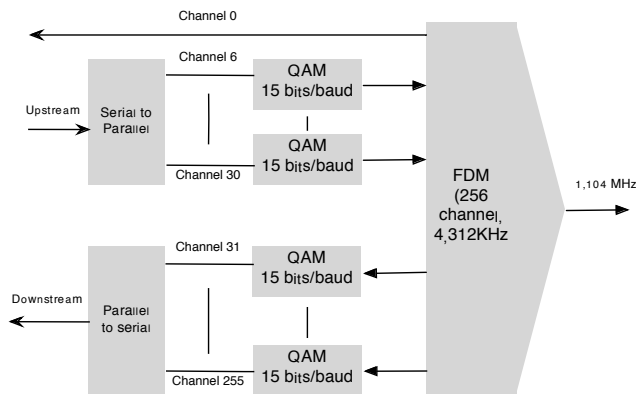 Channel 0
Channel 6
QAM
15 bits/baud
Upstream
Serial to
Parallel
QAM
15 bits/baud
Channel 30
FDM
(256
channel,
4,312KHz
1,104 MHz
Channel 31
QAM
15 bits/baud
Downstream
Parallel
to serial
QAM
15 bits/baud
Channel 255